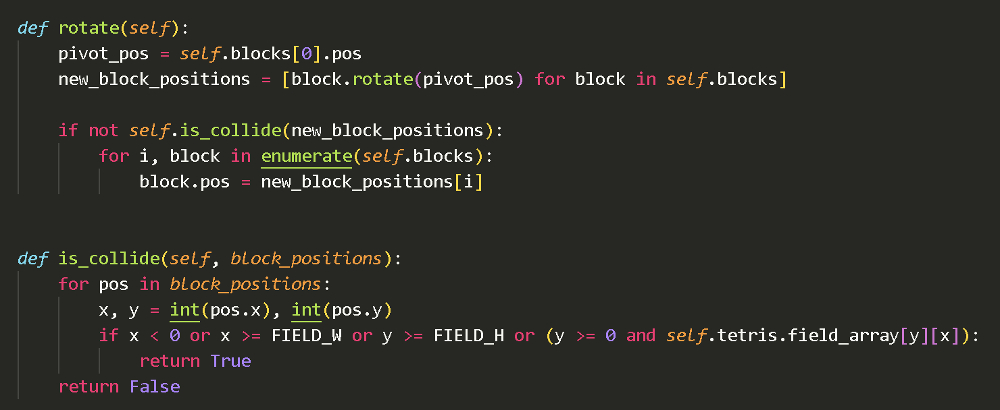 def rotate(self):
    pivot_pos = self.blocks[0].pos
    new_block_positions = [block.rotate(pivot_pos) for block in self.blocks]

    if not self.is_collide(new_block_positions):
        for i, block in enumerate(self.blocks):
            block.pos = new_block_positions[i]


def is_collide(self, block_positions):
    for pos in block_positions:
        x, y = int(pos.x), int(pos.y)
        if x < 0 or x >= FIELD_W or y >= FIELD_H or (y >= 0 and self.tetris.field_array[y][x]):
            return True
    return False